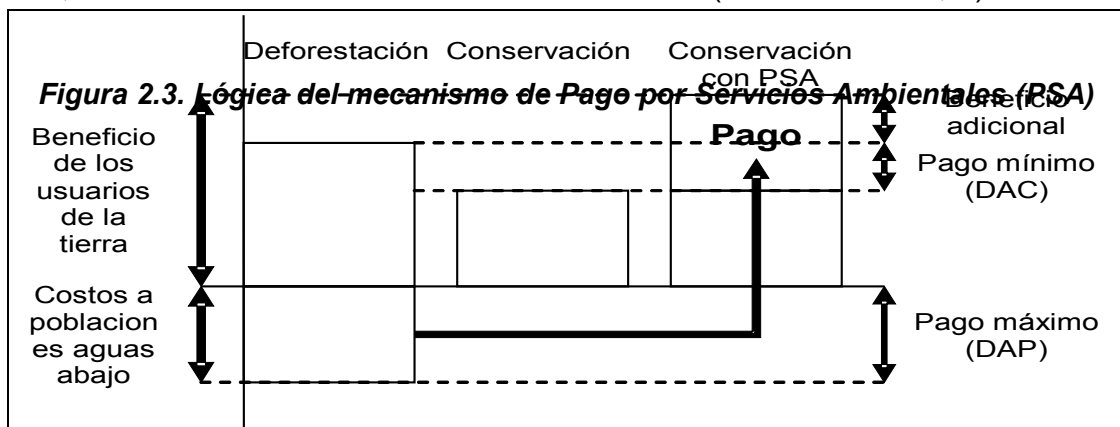 Deforestación Conservación Conservación
con PSA
Figura 2.3. Lógica del mecanismo de Pago por Servicios Ambientales (PSA)
Beneficio
de los
usuarios
de la
tierra
Pago
Beneficio
adicional
Pago mínimo
(DAC)
Costos a
poblacion
es aguas
abajo
Pago máximo
(DAP)